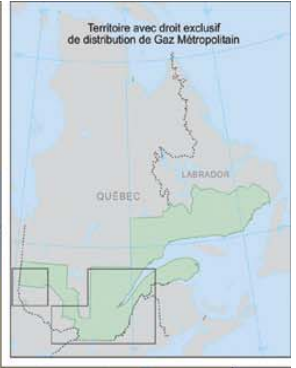 Territoire avec droit exclusif
de distribution de Gaz Métropolitain
LABRADOR
QUÉBEC